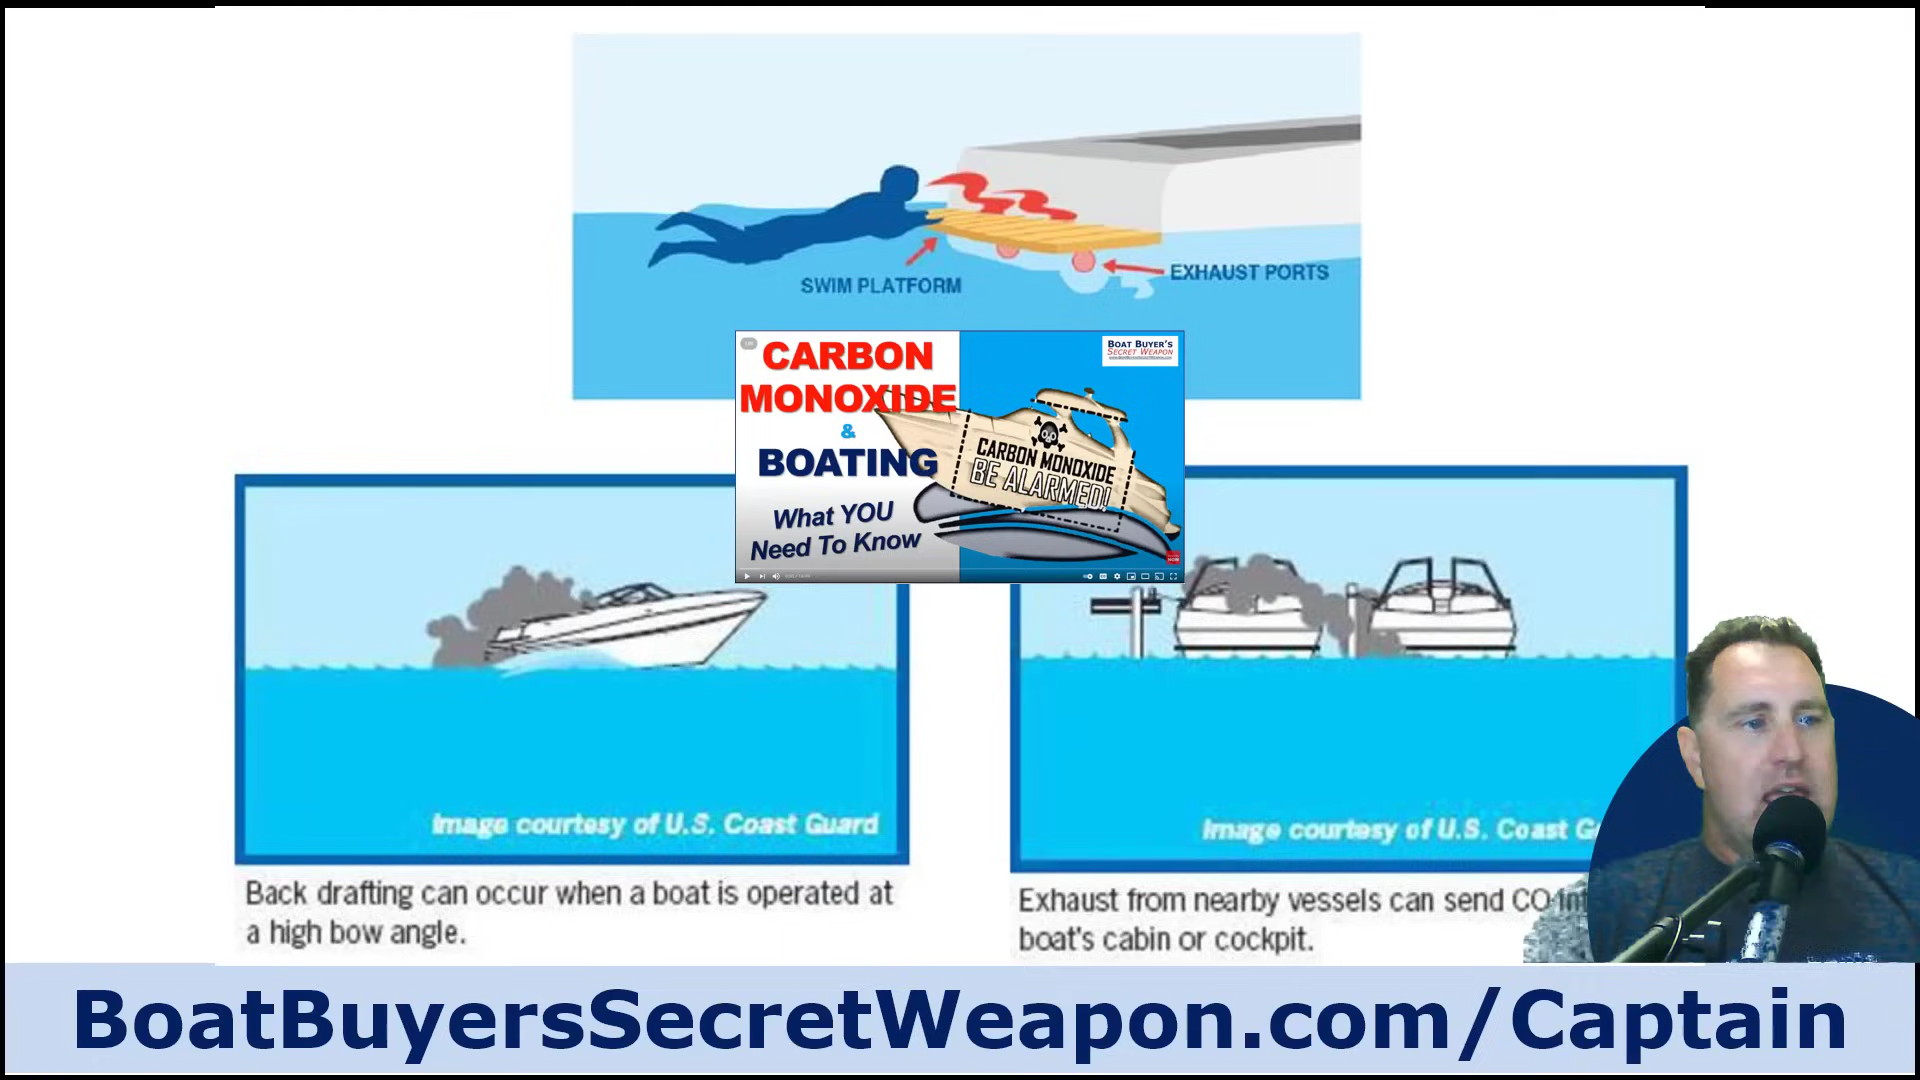 SWIM PLATFORM
EXHAUST PORTS
CARBON
MONOXIDE
&
BOATING
What YOU
Need To Know
BOAT BUYER'S
SECRET WEAPON
CARBON MONOXIDE
BE ALARMED!
Image courtesy of U.S. Coast Guard
Back drafting can occur when a boat is operated at
a high bow angle.
Image courtesy of U.S. Coast G
Exhaust from nearby vessels can send CO
boat's cabin or cockpit.
BoatBuyersSecretWeapon.com/Captain